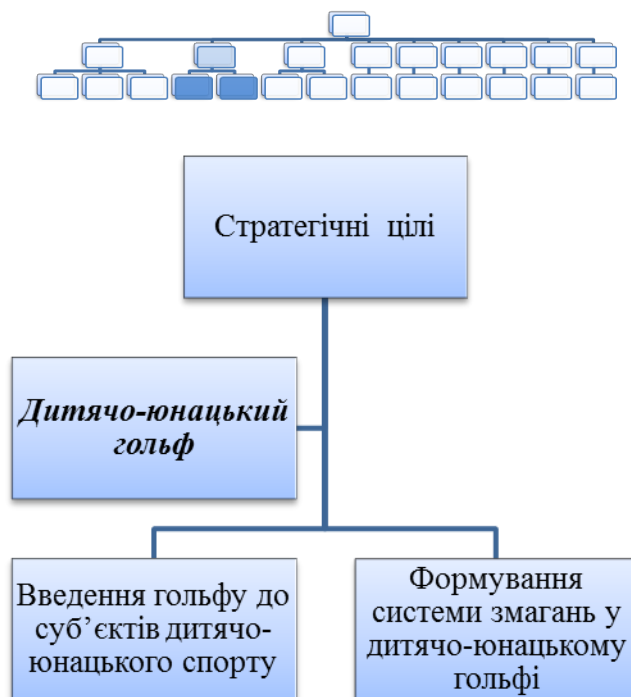 Стратегічні цілі
Дитячо-юнацький
гольф
Введення гольфу до
суб’єктів дитячо-
юнацького спорту
Формування
системи змагань у
дитячо-юнацькому
гольфі